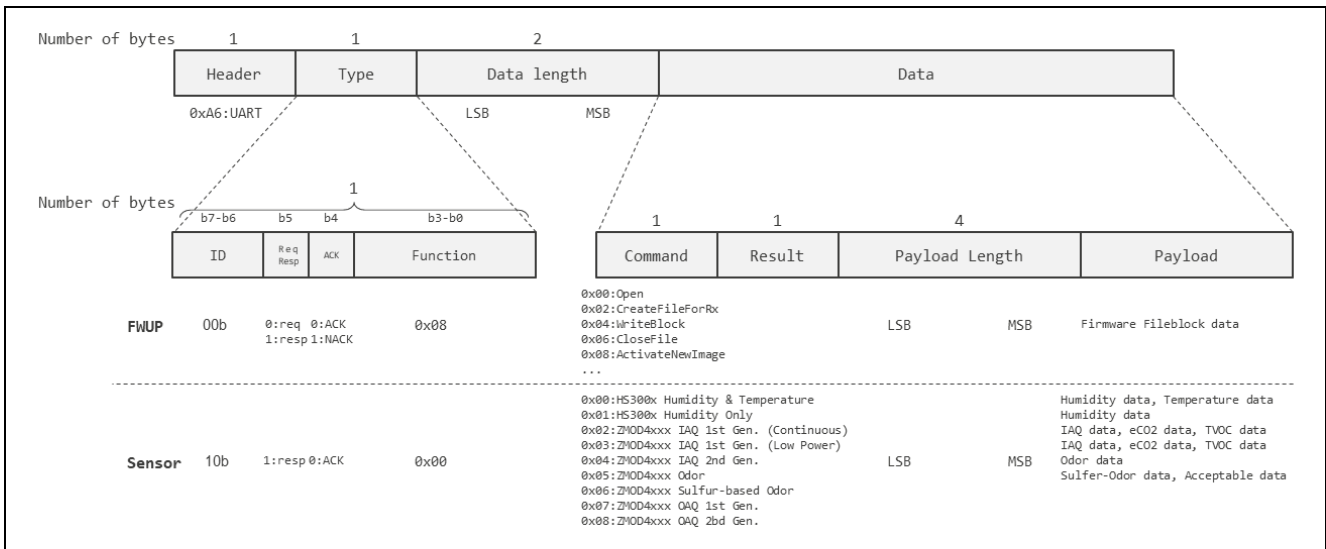 Number of bytes 1 1 2
Header Type Data length Data
0xA6:UART LSB MSB
1
Number of bytes
b7-b6 b5 b4 b3-b0
1 1 4
ID Req Resp ACK Function
Command Result Payload Length Payload
FWUP 00b 0:req 0:ACK 0x08
1:resp 1:NACK
0x00:Open
0x02:CreateFileForRx
0x04:WriteBlock
0x06:CloseFile
0x08:ActivateNewImage
...
LSB MSB Firmware Fileblock data
Sensor 10b 1:resp 0:ACK 0x00
0x00:HS300x Humidity & Temperature
0x01:HS300x Humidity Only
0x02:ZMOD4xxx IAQ 1st Gen. (Continuous)
0x03:ZMOD4xxx IAQ 1st Gen. (Low Power)
0x04:ZMOD4xxx IAQ 2nd Gen.
0x05:ZMOD4xxx Odor
0x06:ZMOD4xxx Sulfur-based Odor
0x07:ZMOD4xxx OAQ 1st Gen.
0x08:ZMOD4xxx OAQ 2bd Gen.
LSB MSB
Humidity data, Temperature data
Humidity data
IAQ data, eCO2 data, TVOC data
IAQ data, eCO2 data, TVOC data
Odor data
Sulfer-Odor data, Acceptable data